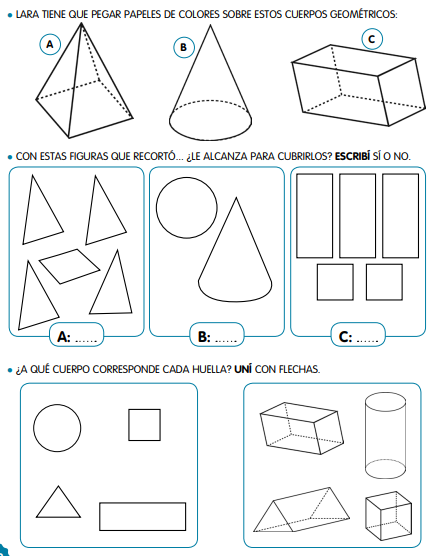 • LARA TIENE QUE PEGAR PAPELES DE COLORES SOBRE ESTOS CUERPOS GEOMÉTRICOS:
A
B
C
• CON ESTAS FIGURAS QUE RECORTÓ... ¿LE ALCANZA PARA CUBRIRLOS? ESCRIBÍ SÍ O NO.
A: ......
B: ......
C: ......
• ¿A QUÉ CUERPO CORRESPONDE CADA HUELLA? UNÍ CON FLECHAS.